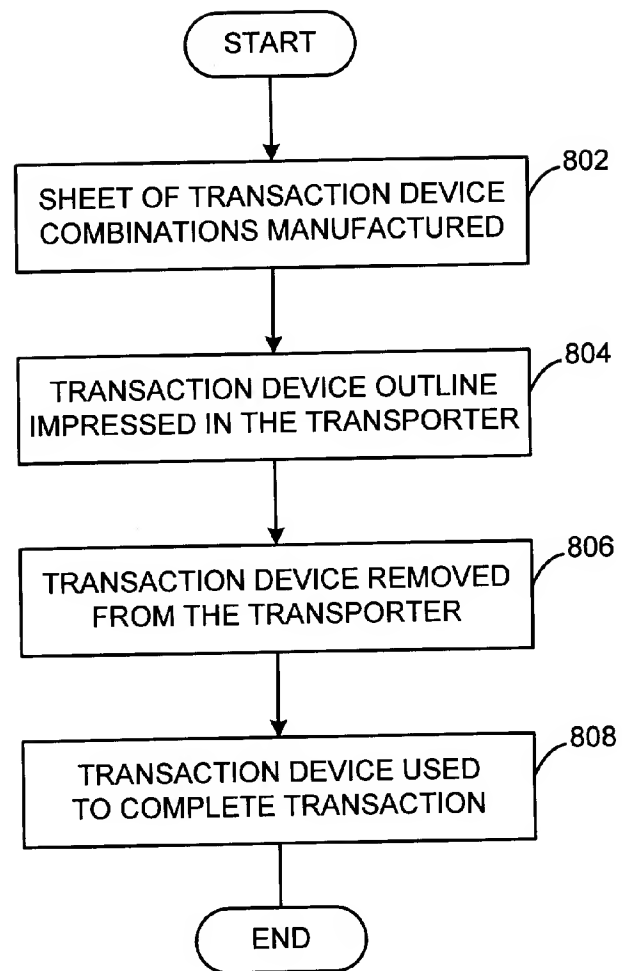 START
802
SHEET OF TRANSACTION DEVICE
COMBINATIONS MANUFACTURED
804
TRANSACTION DEVICE OUTLINE
IMPRESSED IN THE TRANSPORTER
806
TRANSACTION DEVICE REMOVED
FROM THE TRANSPORTER
808
TRANSACTION DEVICE USED
TO COMPLETE TRANSACTION
END